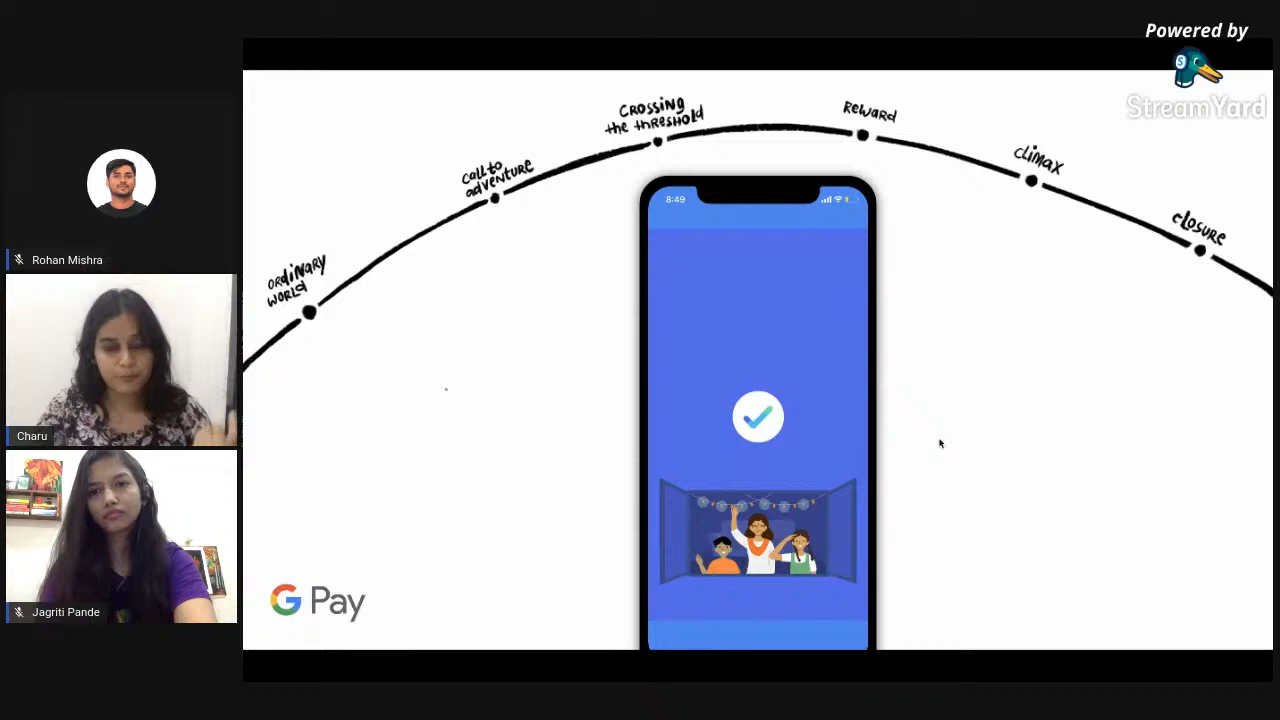 Powered by
StreamYard
CROSSING
the threshold
Reward
climax
call to
adventure
closure
ordinary
world
8:49
Rohan Mishra
Charu
Jagriti Pande
G Pay